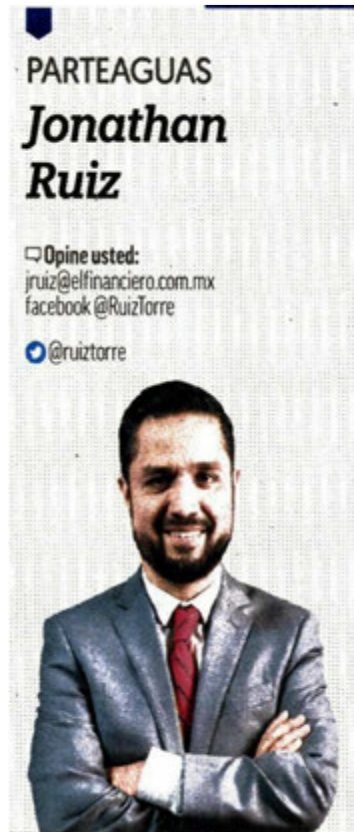 PARTEAGUAS
Jonathan
Ruiz
Opine usted:
jruiz@elfinanciero.com.mx
facebook @RuizTorre
@ruiztorre